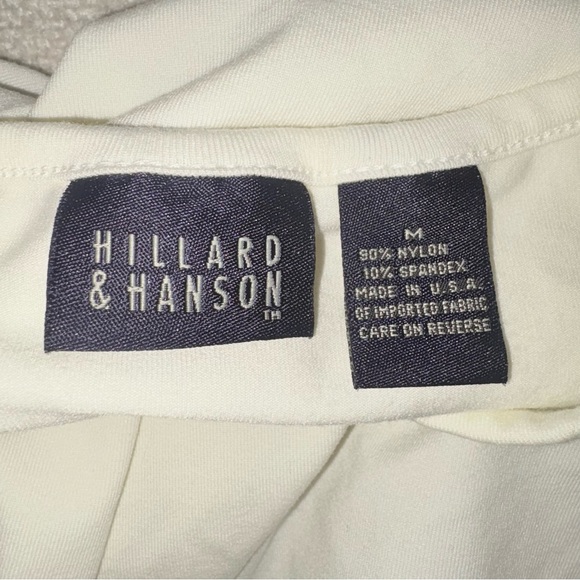 HILLARD
& HANSON
TM
M
90% NYLON
10% SPANDEX
MADE IN U.S.A.
OF IMPORTED FABRIC
CARE ON REVERSE